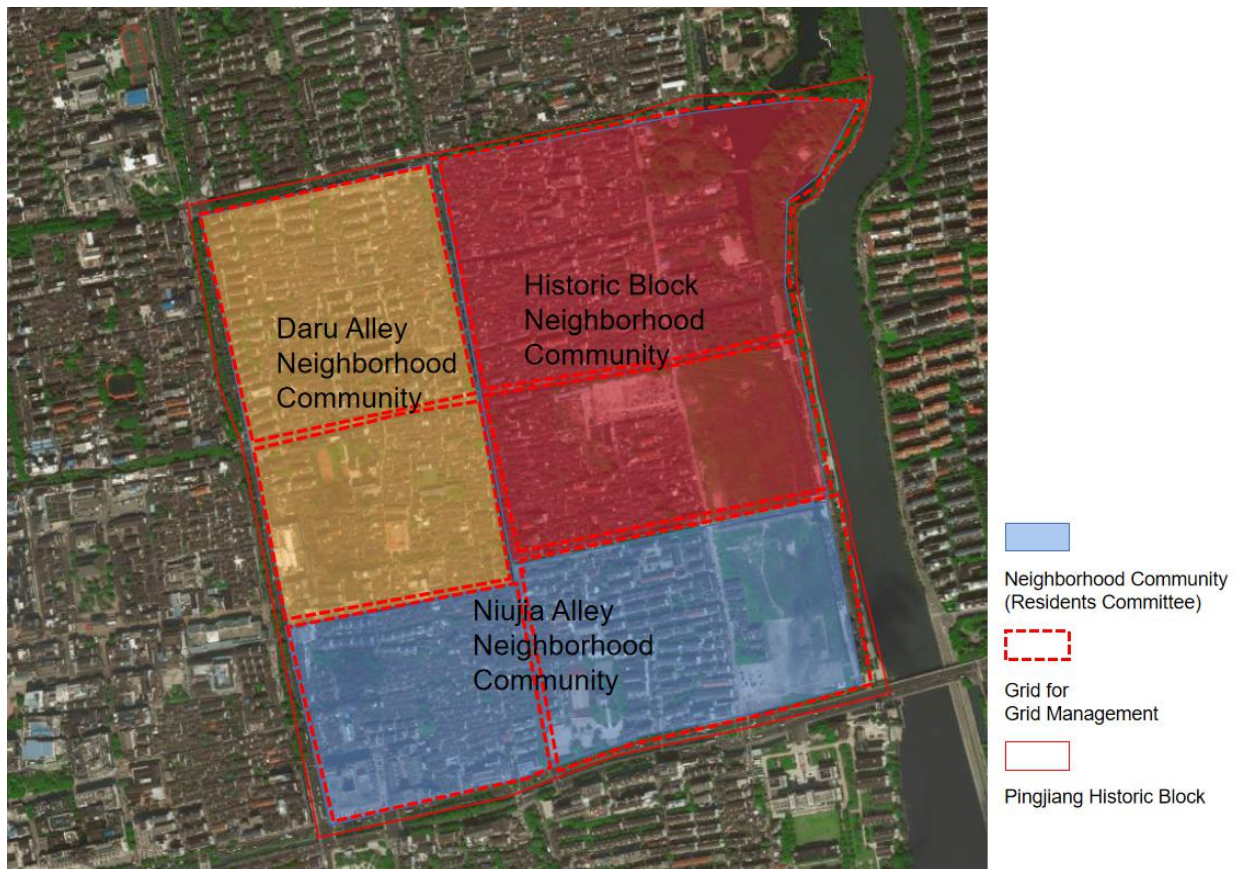 Historic Block
Neighborhood
Community
Daru Alley
Neighborhood
Community
Niujia Alley
Neighborhood
Community
Neighborhood Community
(Residents Committee)
Grid for
Grid Management
Pingjiang Historic Block